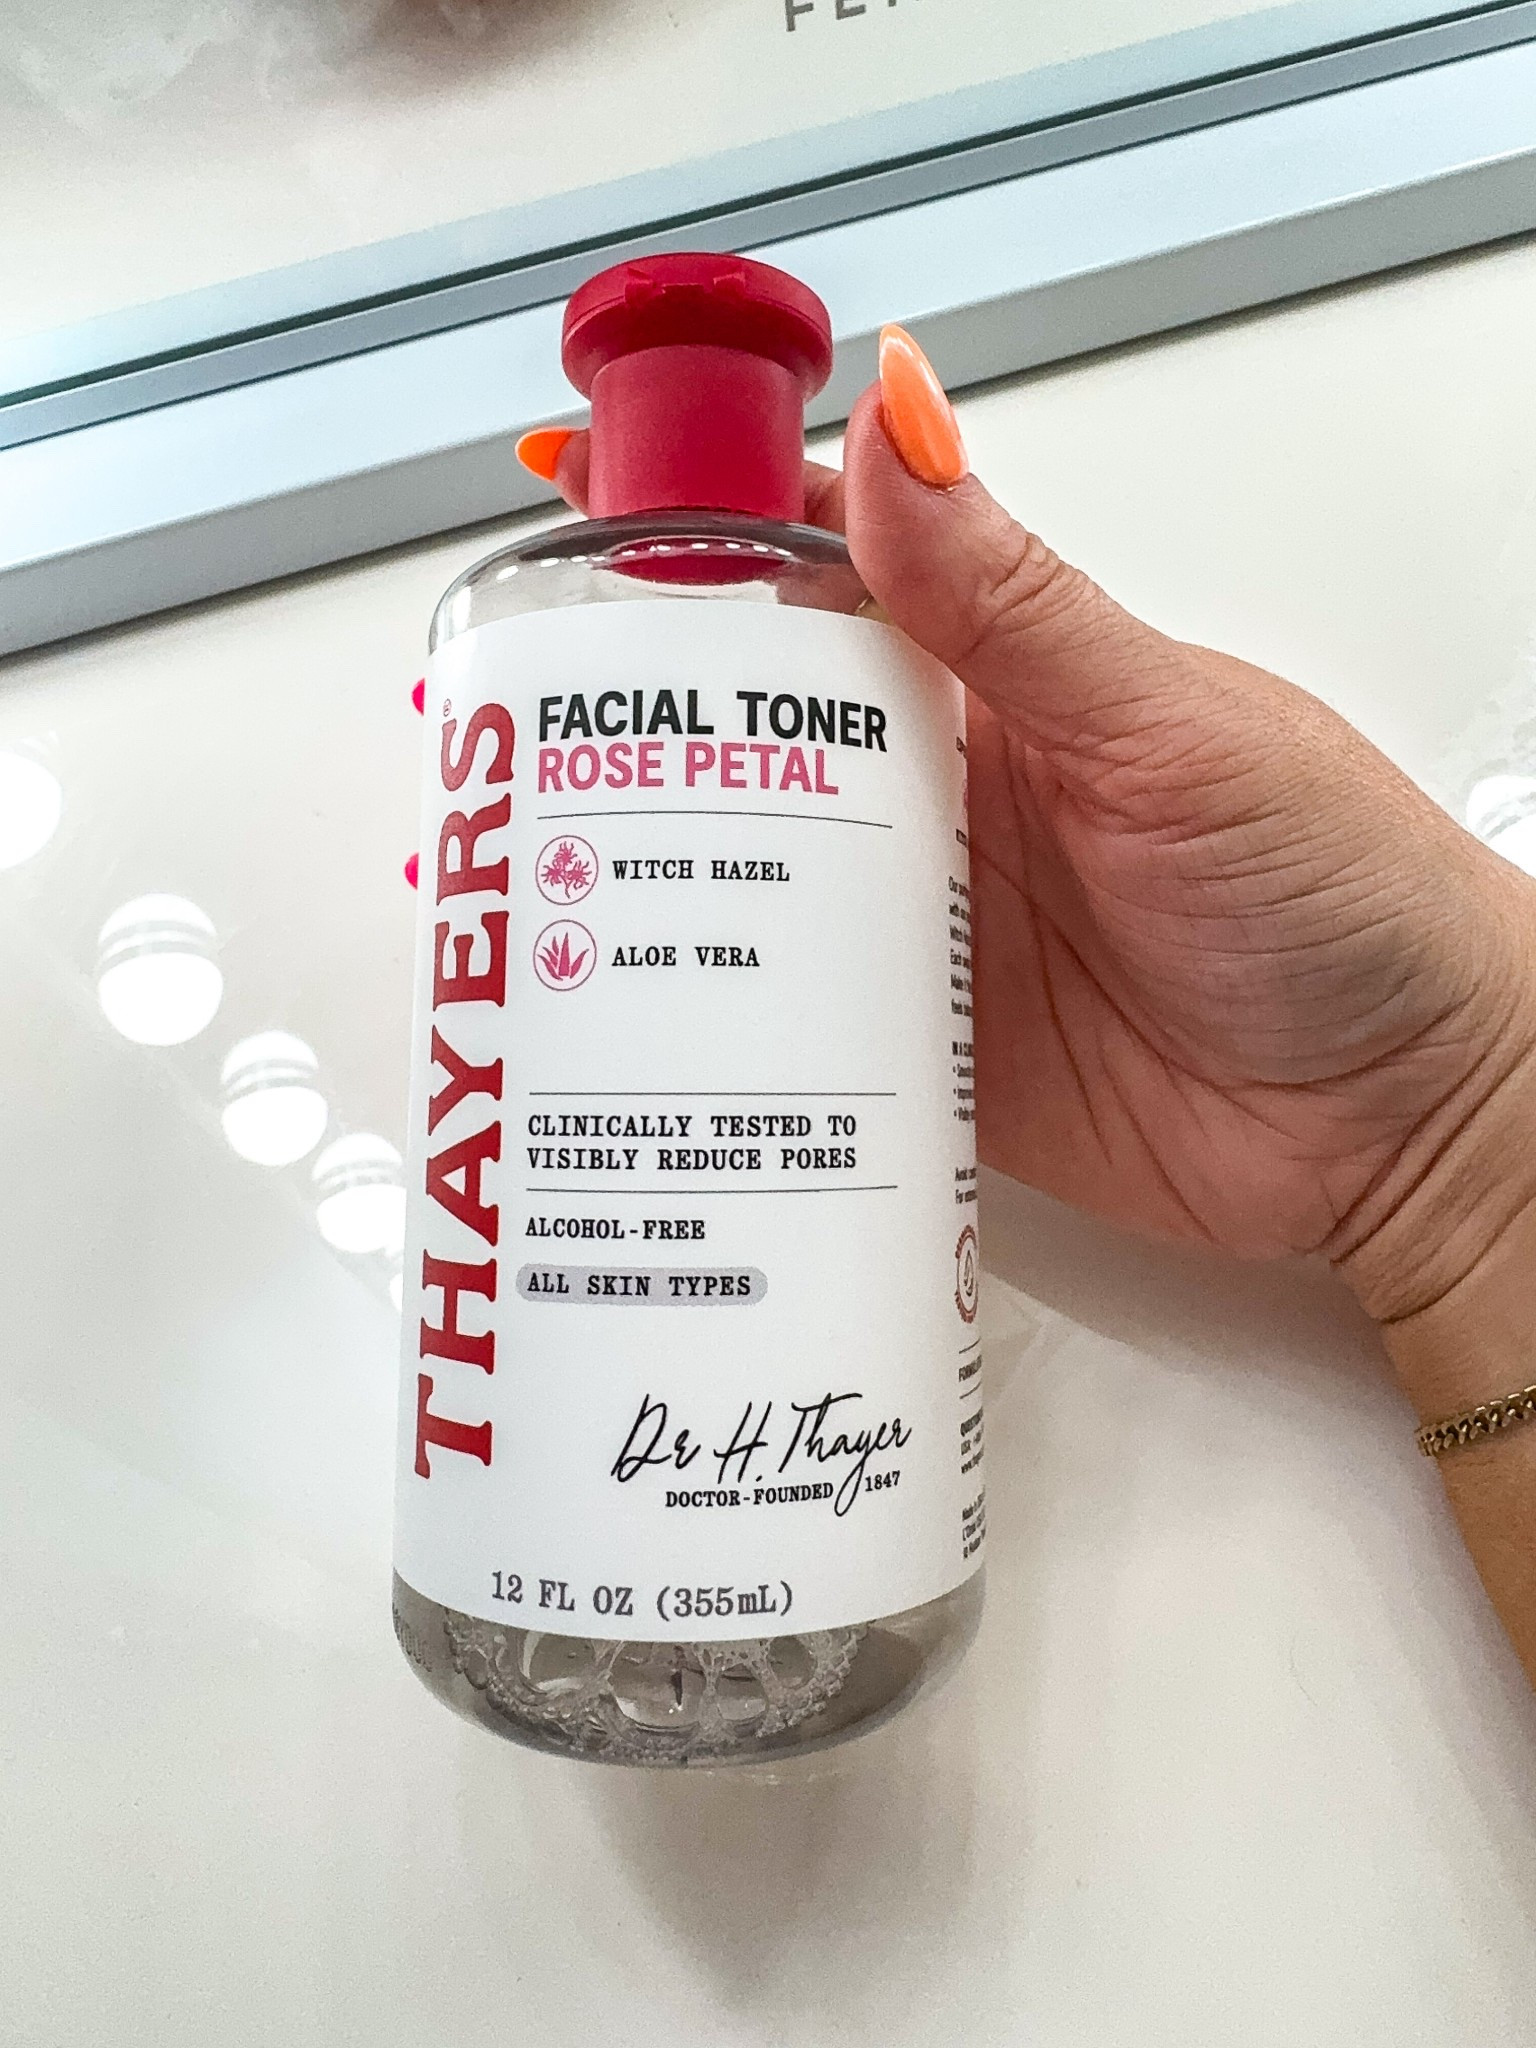 THAYERS®
FACIAL TONER
ROSE PETAL
WITCH HAZEL
ALOE VERA
CLINICALLY TESTED TO
VISIBLY REDUCE PORES
ALCOHOL-FREE
ALL SKIN TYPES
Dr H. Thayer
DOCTOR-FOUNDED 1847
12 FL OZ (355mL)